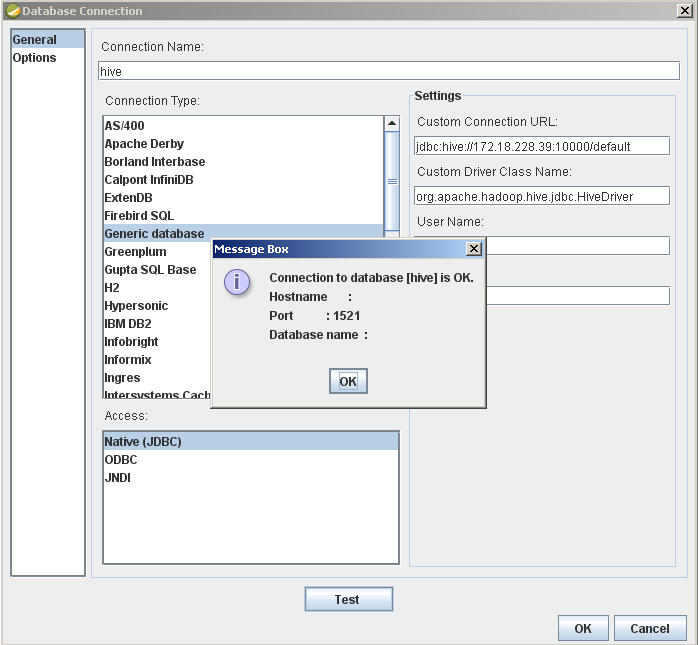 Database Connection
General
Options
Connection Name:
hive
Connection Type:
AS/400
Apache Derby
Borland Interbase
Calpont InfiniDB
ExtenDB
Firebird SQL
Generic database
Greenplum
Gupta SQL Base
H2
Hypersonic
IBM DB2
Infobright
Informix
Ingres
Intersystems Cach
Access:
Native (JDBC)
ODBC
JNDI
Settings
Custom Connection URL:
jdbc:hive://172.18.228.39:10000/default
Custom Driver Class Name:
org.apache.hadoop.hive.jdbc.HiveDriver
User Name:
Message Box
Connection to database [hive] is OK.
Hostname :
Port : 1521
Database name :
OK
Test
OK Cancel